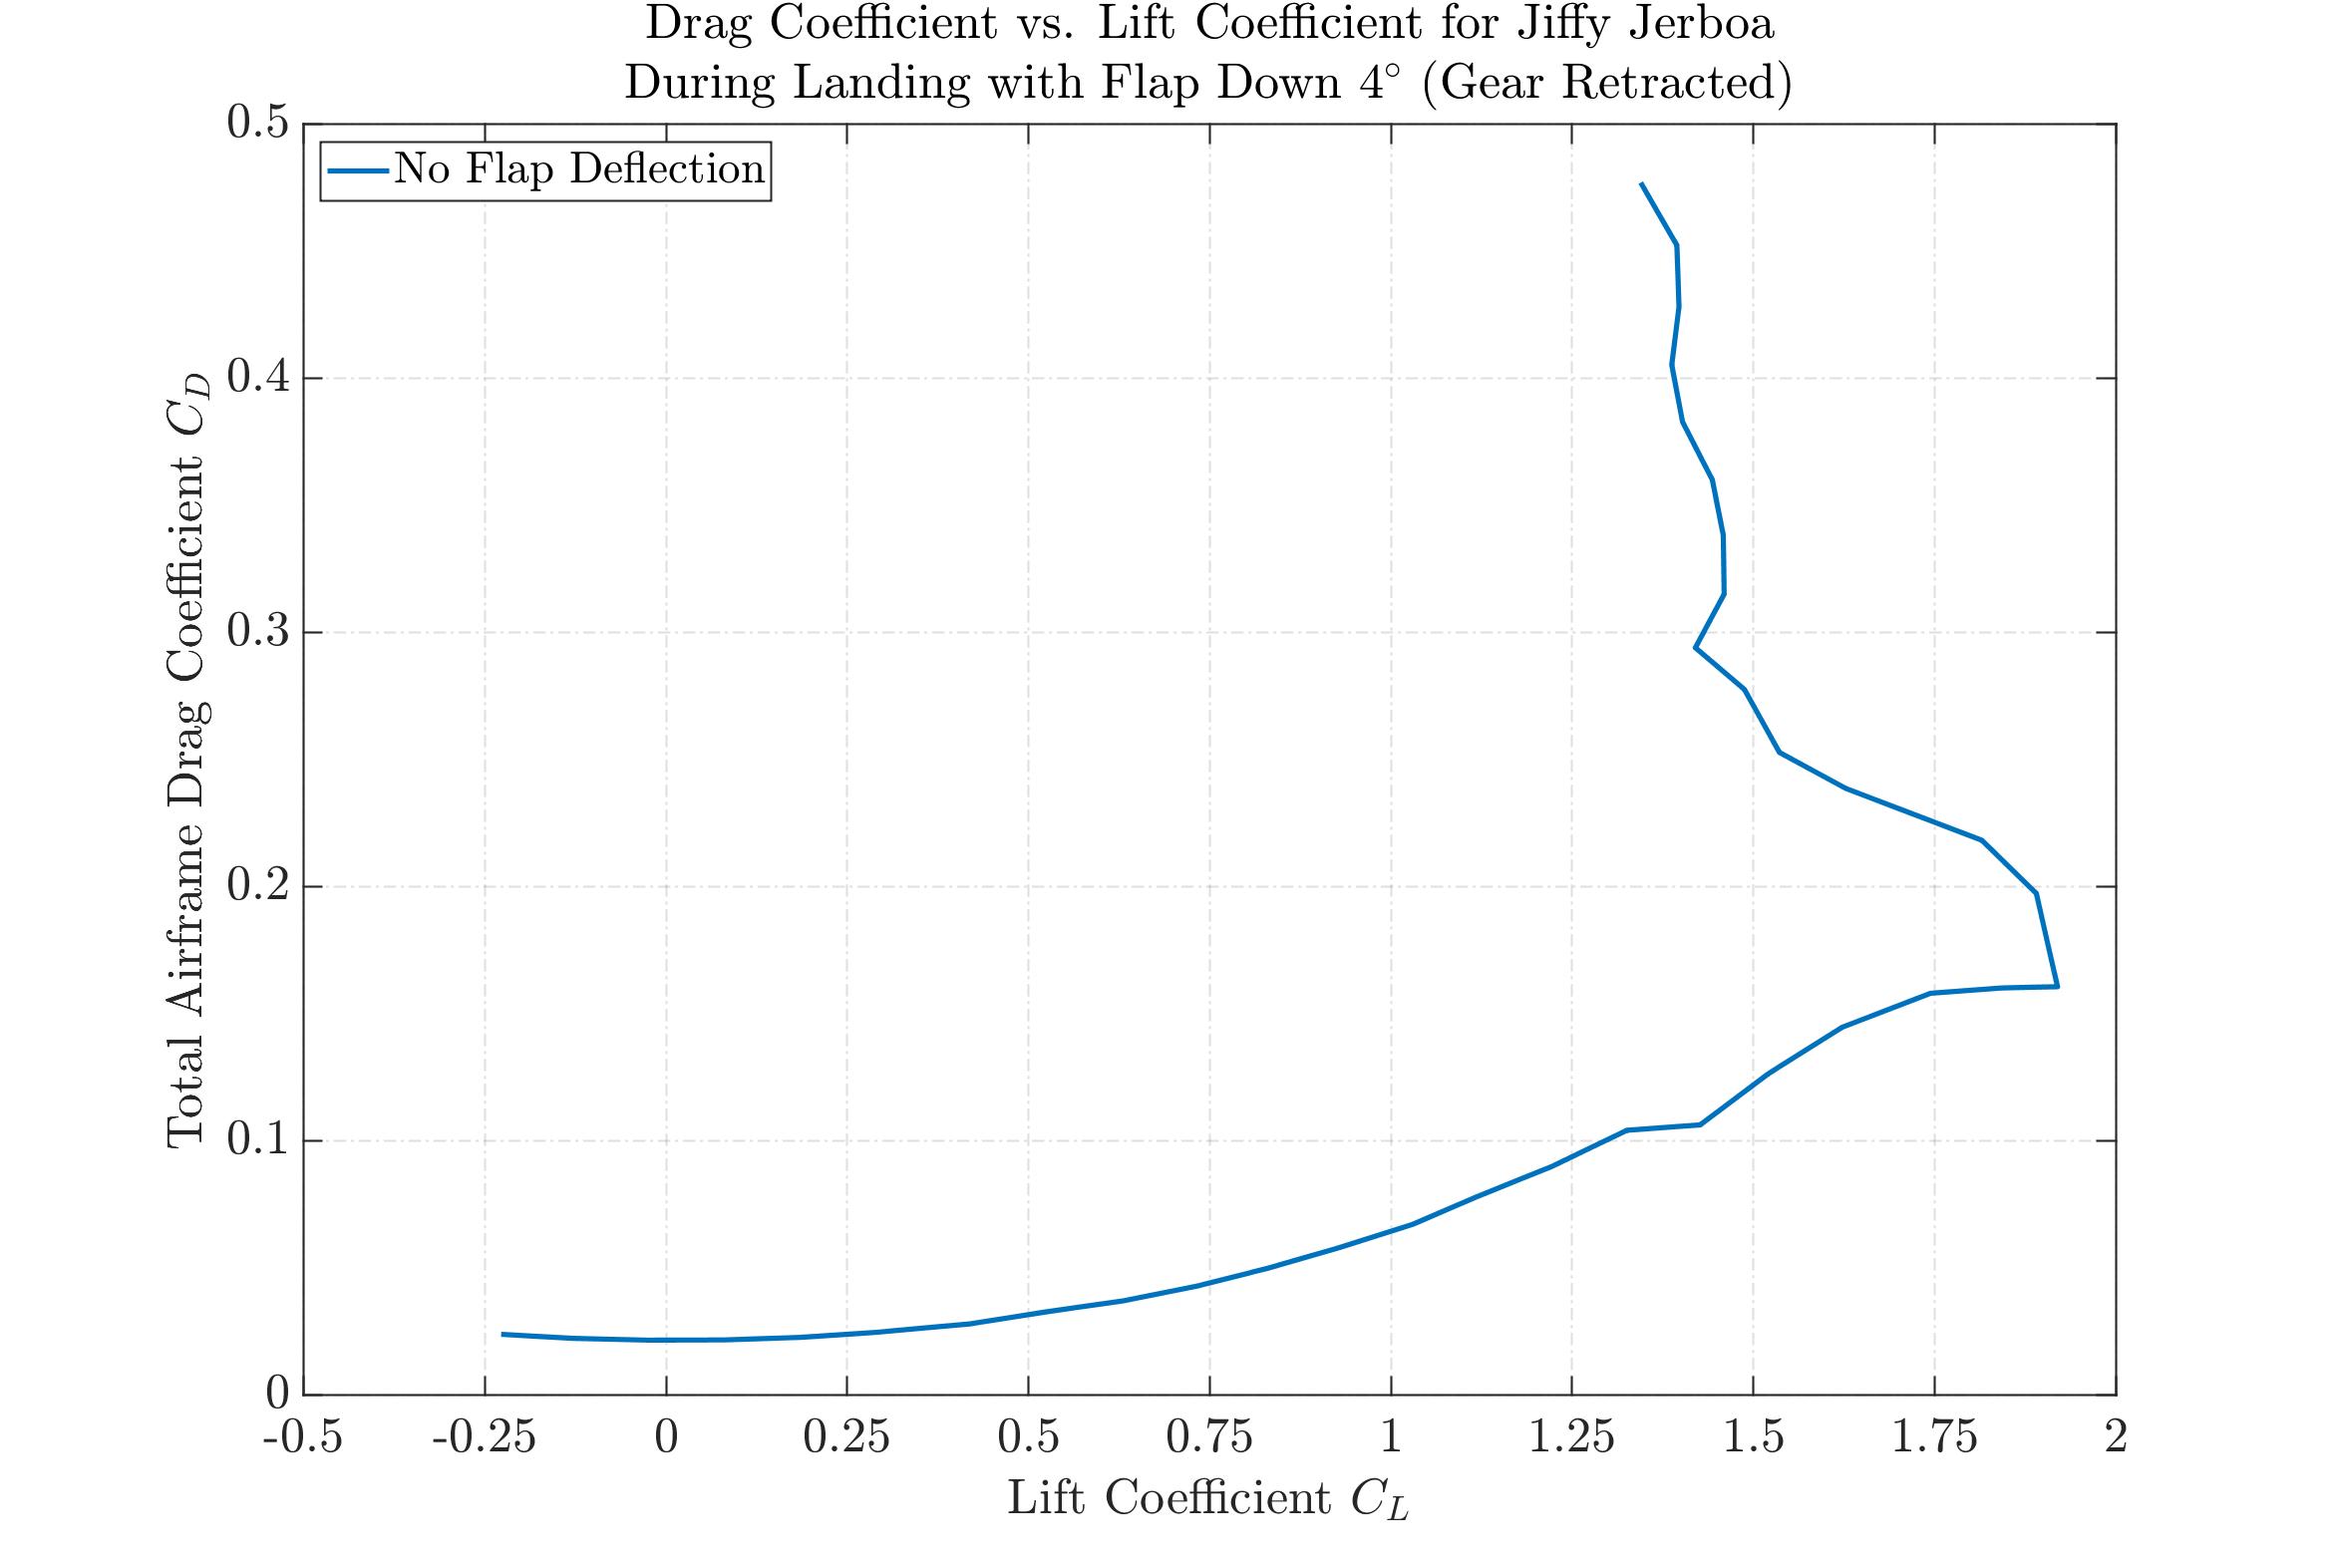 Drag Coefficient vs. Lift Coefficient for Jiffy Jerboa
During Landing with Flap Down 4° (Gear Retracted)
No Flap Deflection
Total Airframe Drag Coefficient C_D
0.5
0.4
0.3
0.2
0.1
0
-0.5 -0.25 0 0.25 0.5 0.75 1 1.25 1.5 1.75 2
Lift Coefficient C_L